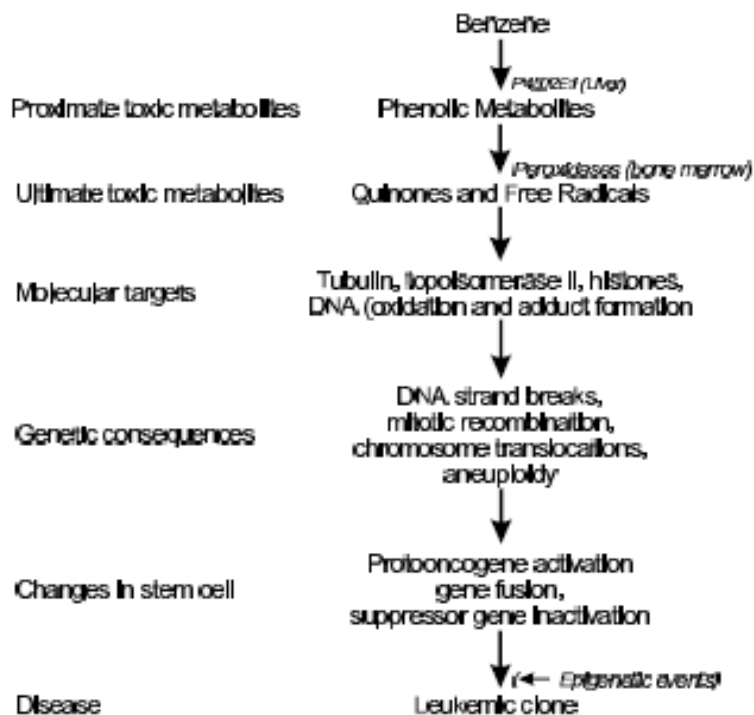 Benzene
P4502E1 (Liver)
Proximate toxic metabolites Phenolic Metabolites
Peroxidases (bone marrow)
Ultimate toxic metabolites Quinones and Free Radicals
Molecular targets Tubulin, topoisomerase II, histones,
DNA (oxidation and adduct formation
DNA strand breaks,
mitotic recombination,
Genetic consequences chromosome translocations,
aneuploidy
Protooncogene activation
Changes in stem cell gene fusion,
suppressor gene inactivation
(← Epigenetic events)
Disease Leukemic clone